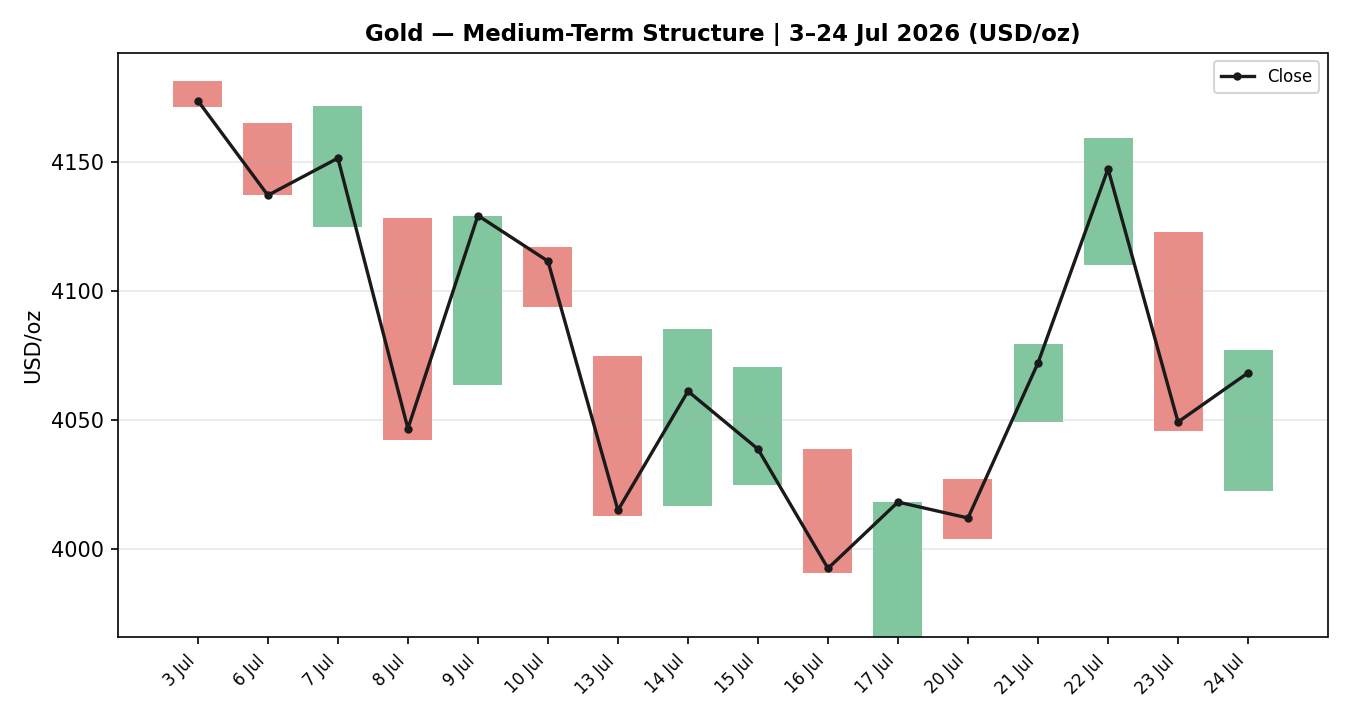 Gold — Medium-Term Structure | 3–24 Jul 2026 (USD/oz)
Close
USD/oz
4150
4100
4050
4000
3 Jul
6 Jul
7 Jul
8 Jul
9 Jul
10 Jul
13 Jul
14 Jul
15 Jul
16 Jul
17 Jul
20 Jul
21 Jul
22 Jul
23 Jul
24 Jul